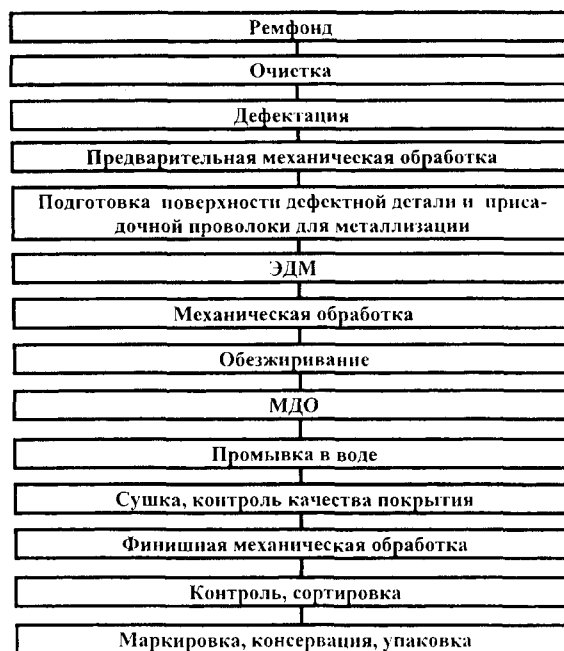 Ремфонд
Очистка
Дефектация
Предварительная механическая обработка
Подготовка поверхности дефектной детали и приса-
дочной проволоки для металлизации
ЭДМ
Механическая обработка
Обезжиривание
МДО
Промывка в воде
Сушка, контроль качества покрытия
Финишная механическая обработка
Контроль, сортировка
Маркировка, консервация, упаковка